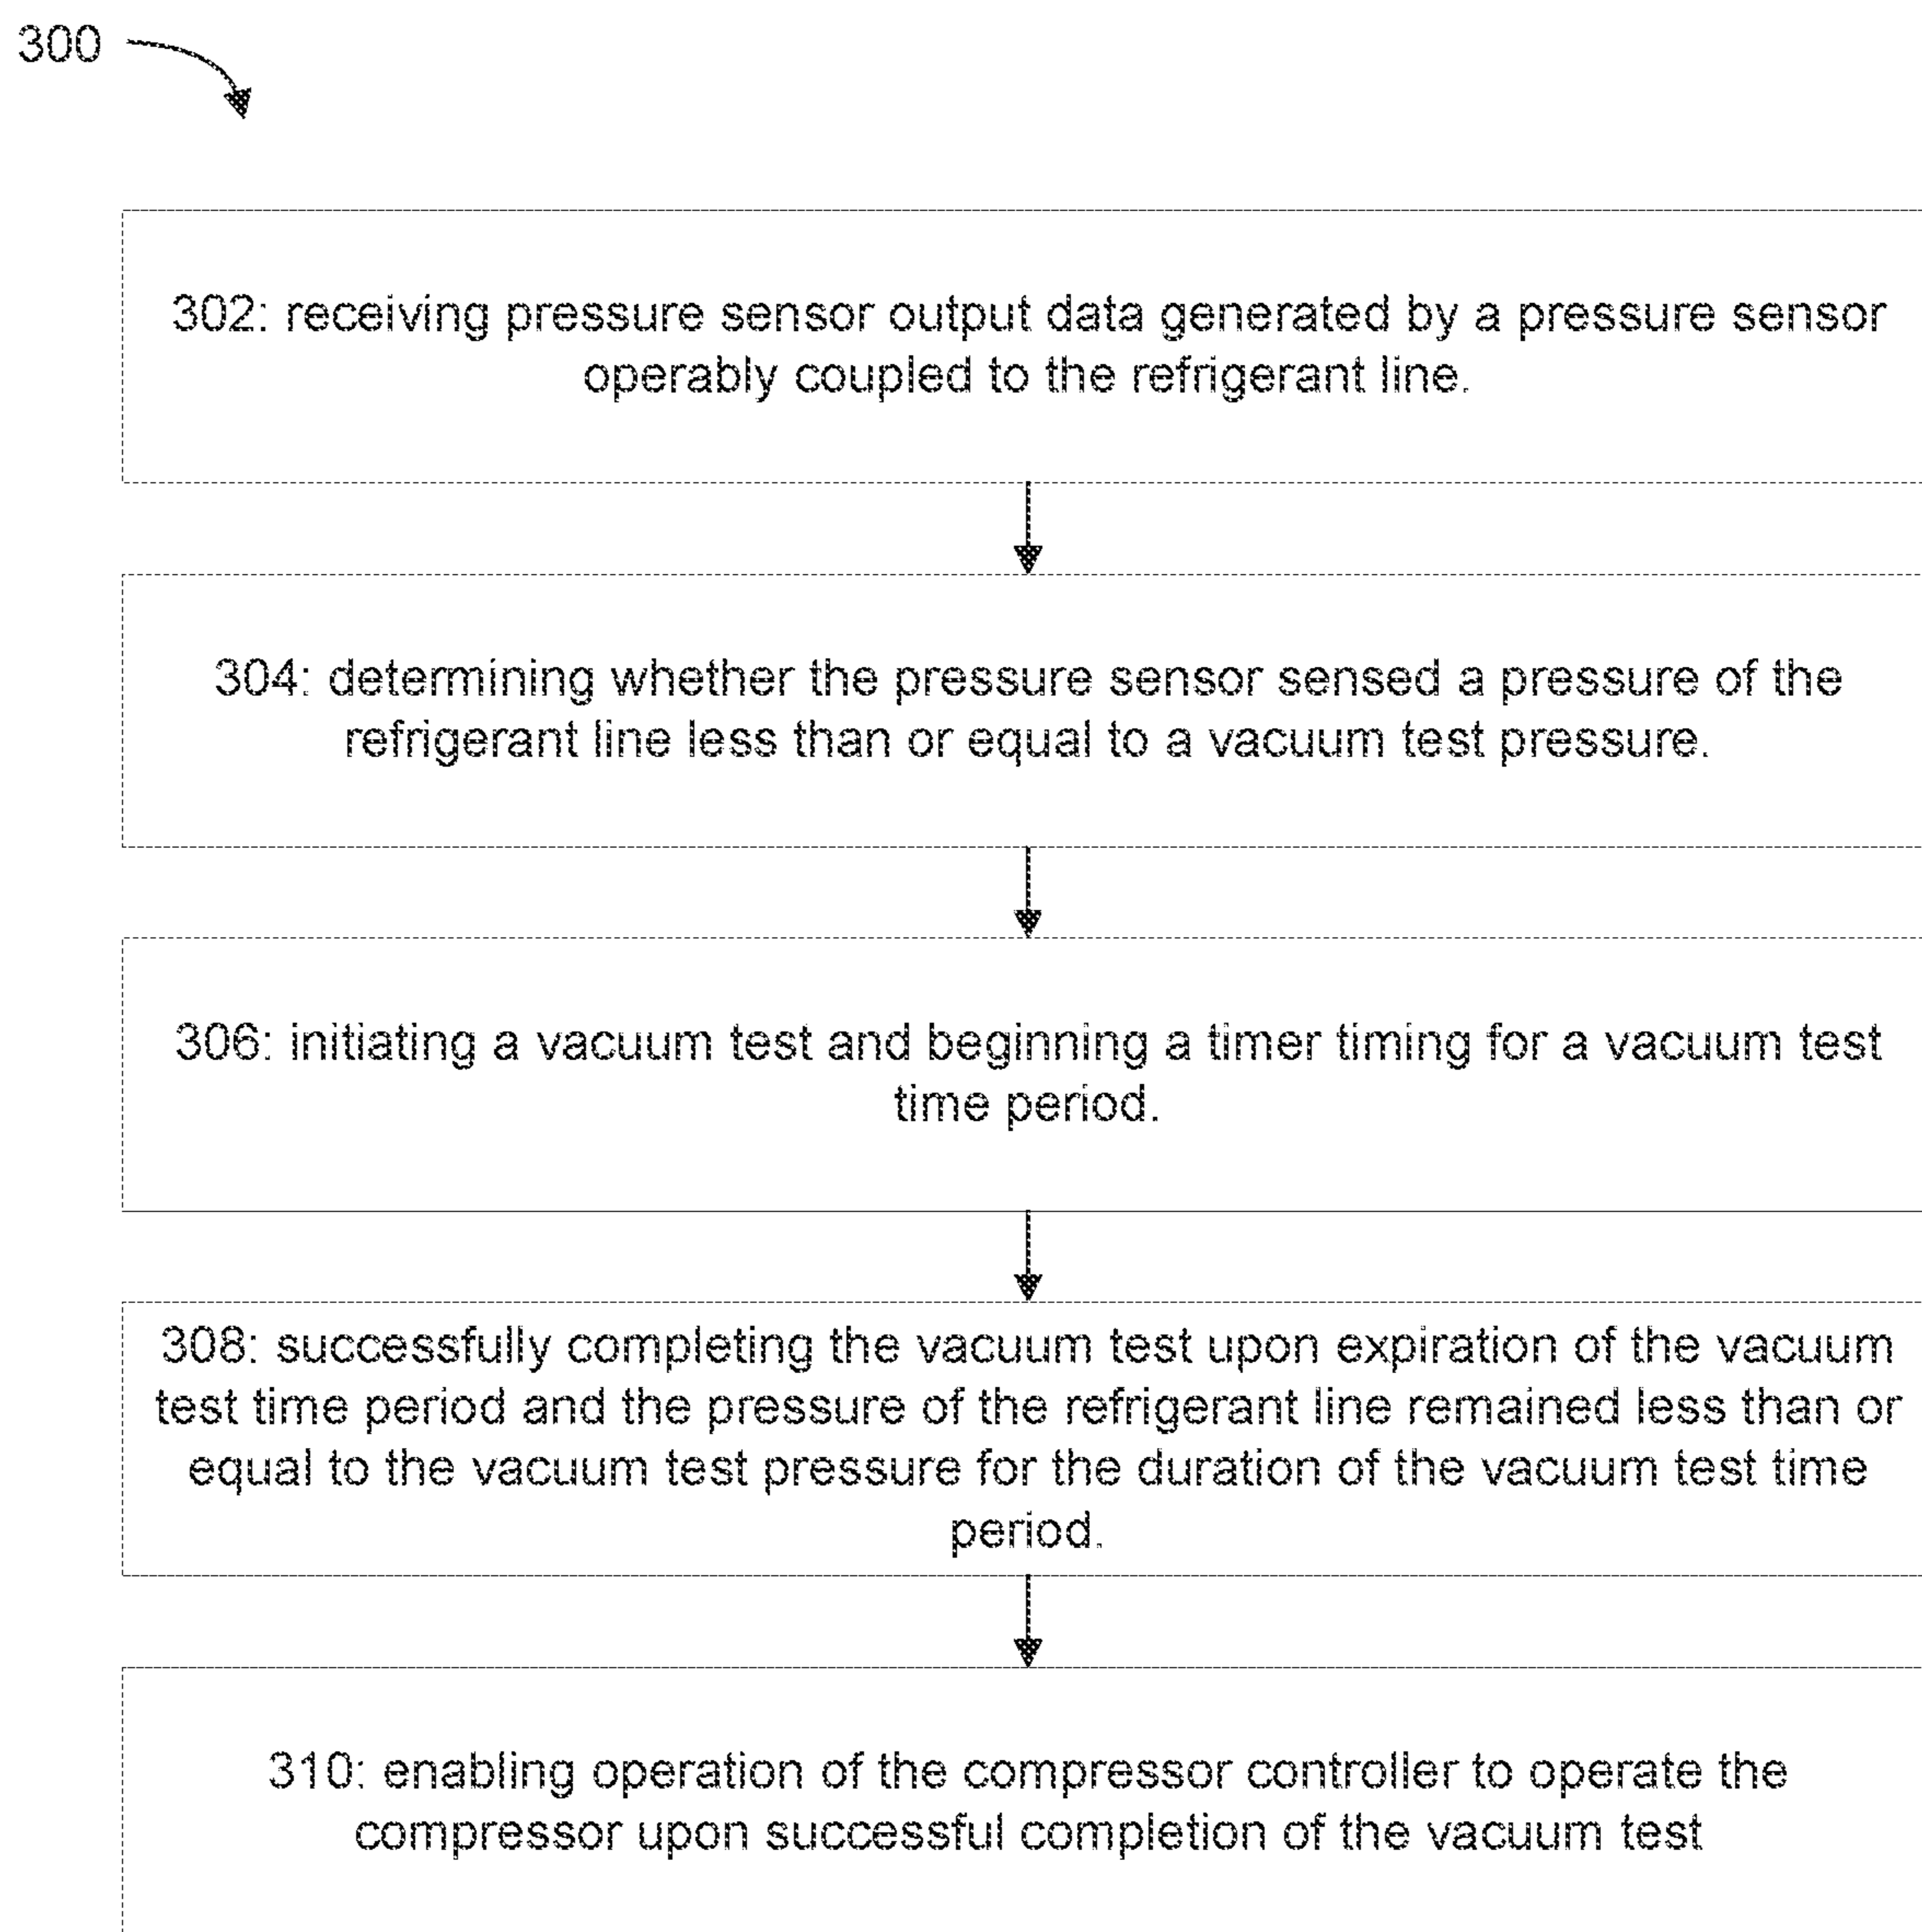 300
302: receiving pressure sensor output data generated by a pressure sensor
operably coupled to the refrigerant line.
304: determining whether the pressure sensor sensed a pressure of the
refrigerant line less than or equal to a vacuum test pressure.
306: initiating a vacuum test and beginning a timer timing for a vacuum test
time period.
308: successfully completing the vacuum test upon expiration of the vacuum
test time period and the pressure of the refrigerant line remained less than or
equal to the vacuum test pressure for the duration of the vacuum test time
period.
310: enabling operation of the compressor controller to operate the
compressor upon successful completion of the vacuum test